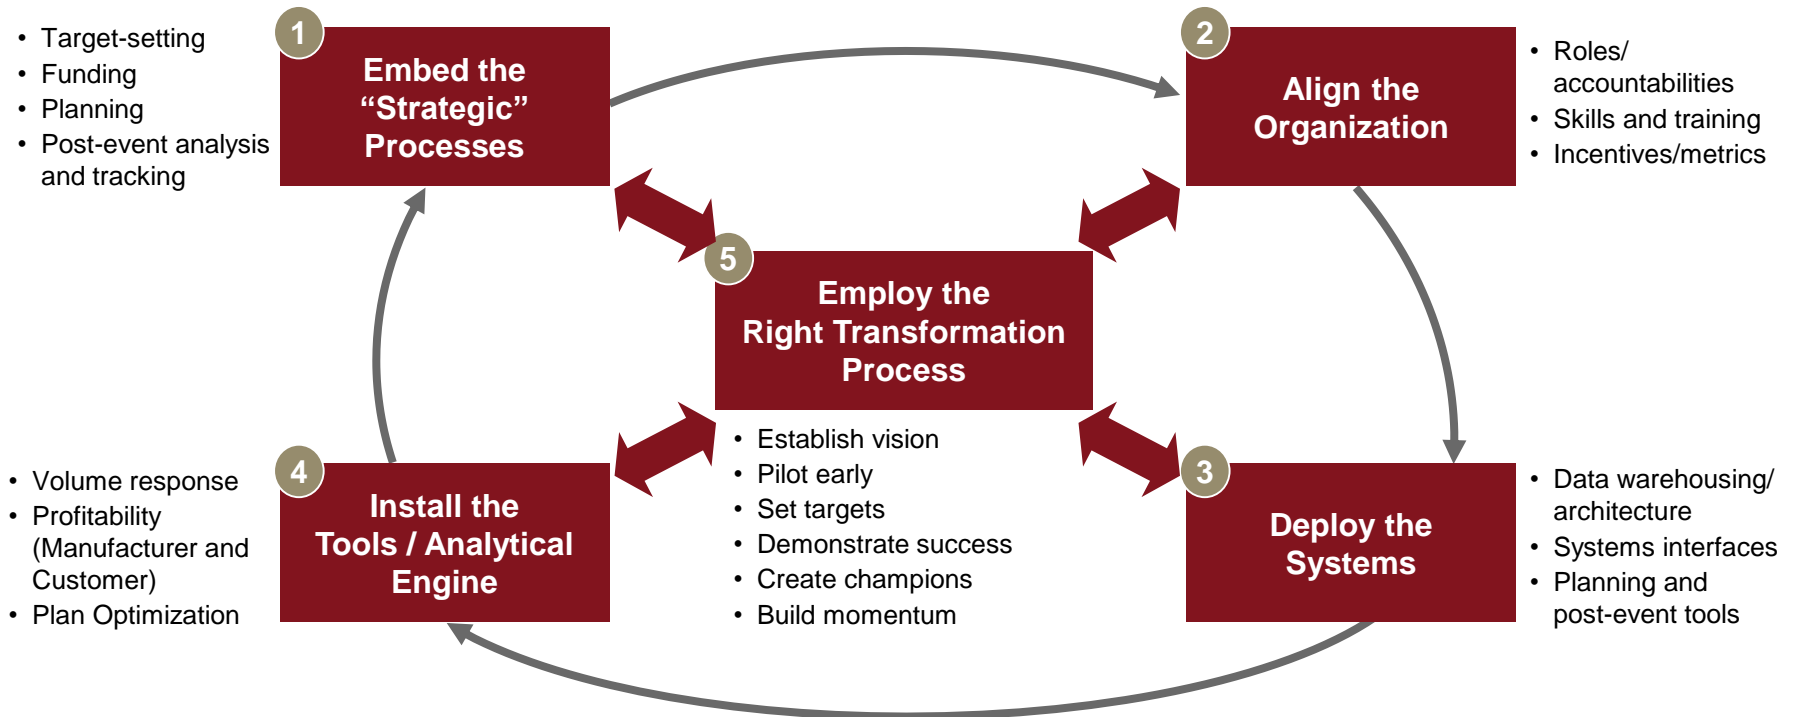 • Target-setting
• Funding
• Planning
• Post-event analysis
and tracking
1
Embed the
“Strategic”
Processes
2
Align the
Organization
• Roles/
accountabilities
• Skills and training
• Incentives/metrics
5
Employ the
Right Transformation
Process
• Establish vision
• Pilot early
• Set targets
• Demonstrate success
• Create champions
• Build momentum
• Volume response
• Profitability
(Manufacturer and
Customer)
• Plan Optimization
4
Install the
Tools / Analytical
Engine
3
Deploy the
Systems
• Data warehousing/
architecture
• Systems interfaces
• Planning and
post-event tools